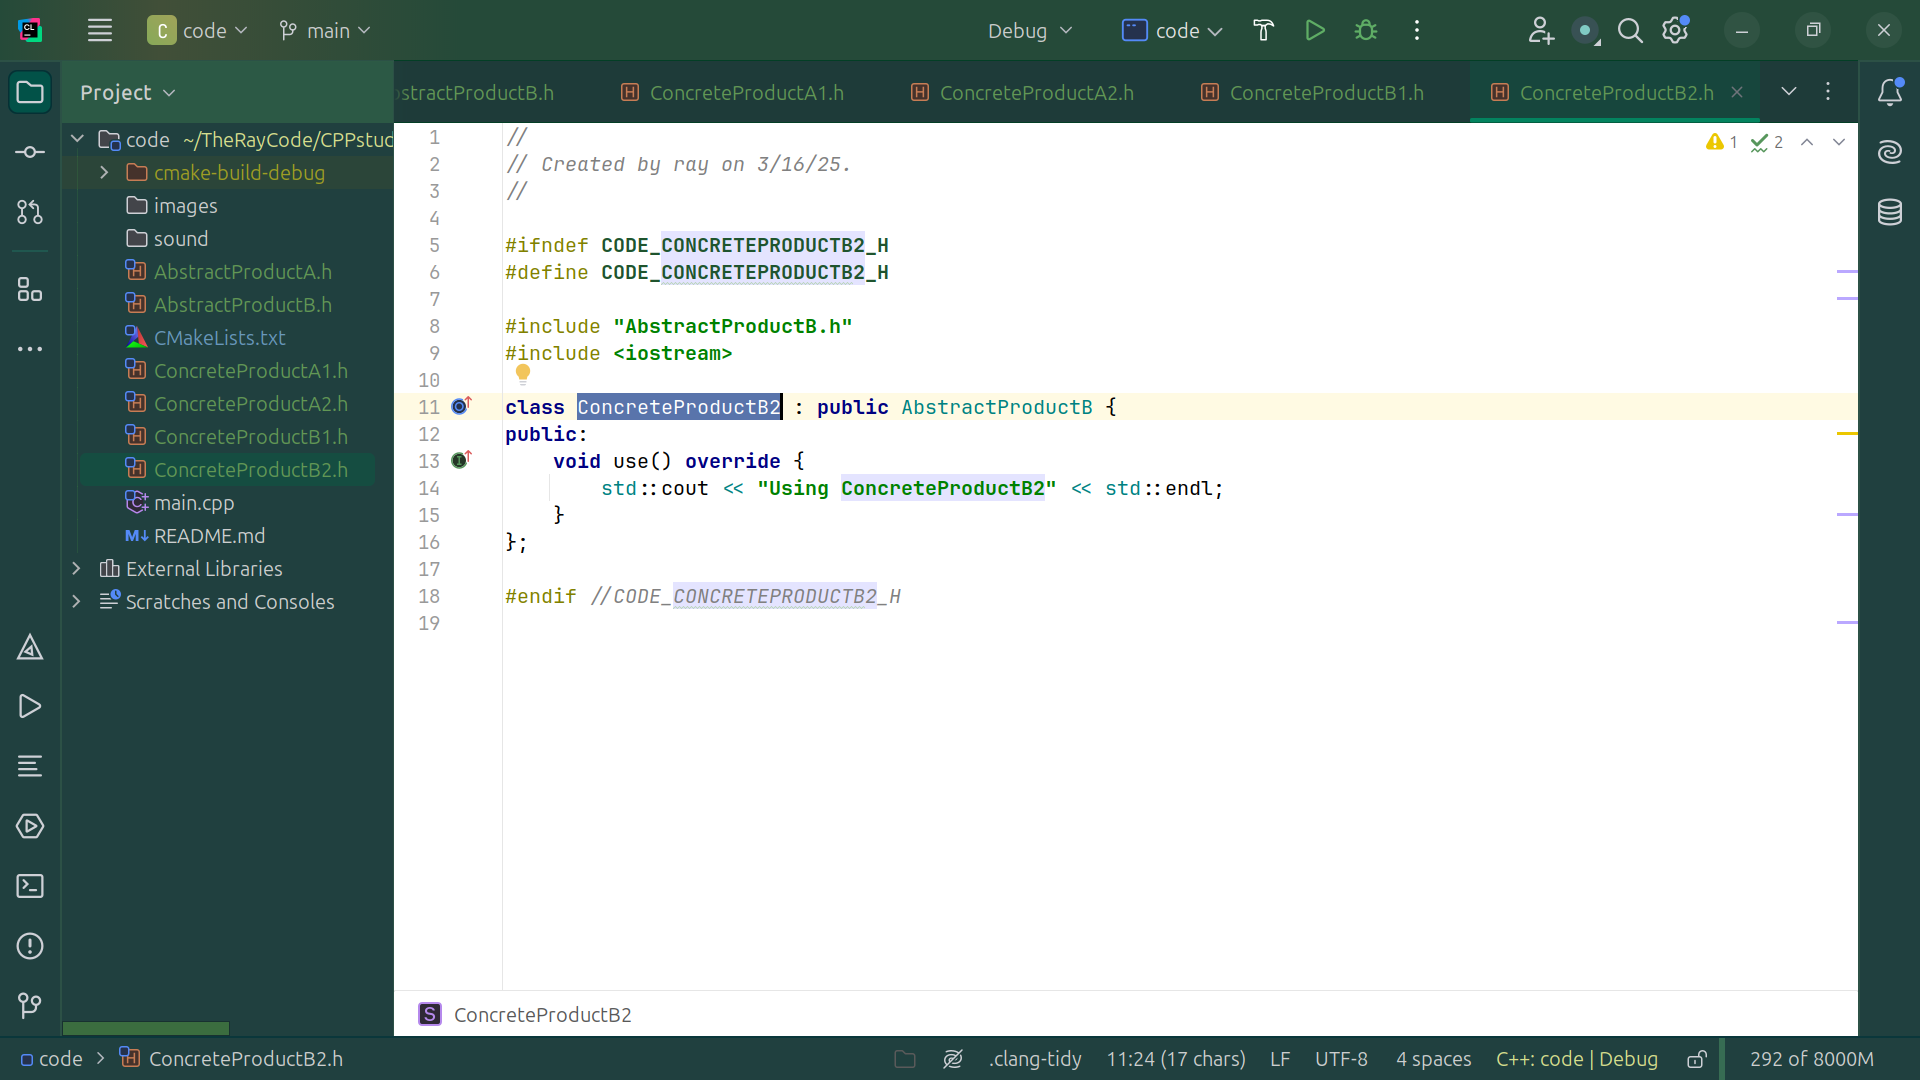 CL
C code
main
Debug
code
Project
stractProductB.h
ConcreteProductA1.h
ConcreteProductA2.h
ConcreteProductB1.h
ConcreteProductB2.h
code ~/TheRayCode/CPPstud
cmake-build-debug
images
sound
AbstractProductA.h
AbstractProductB.h
CMakeLists.txt
ConcreteProductA1.h
ConcreteProductA2.h
ConcreteProductB1.h
ConcreteProductB2.h
main.cpp
README.md
External Libraries
Scratches and Consoles
1 //
2 // Created by ray on 3/16/25.
3 //
4
5 #ifndef CODE_CONCRETEPRODUCTB2_H
6 #define CODE_CONCRETEPRODUCTB2_H
7
8 #include "AbstractProductB.h"
9 #include <iostream>
10
11 class ConcreteProductB2 : public AbstractProductB {
12 public:
13 void use() override {
14 std::cout << "Using ConcreteProductB2" << std::endl;
15 }
16 };
17
18 #endif //CODE_CONCRETEPRODUCTB2_H
19
1 2
S ConcreteProductB2
code > ConcreteProductB2.h
.clang-tidy 11:24 (17 chars) LF UTF-8 4 spaces C++: code | Debug 292 of 8000M